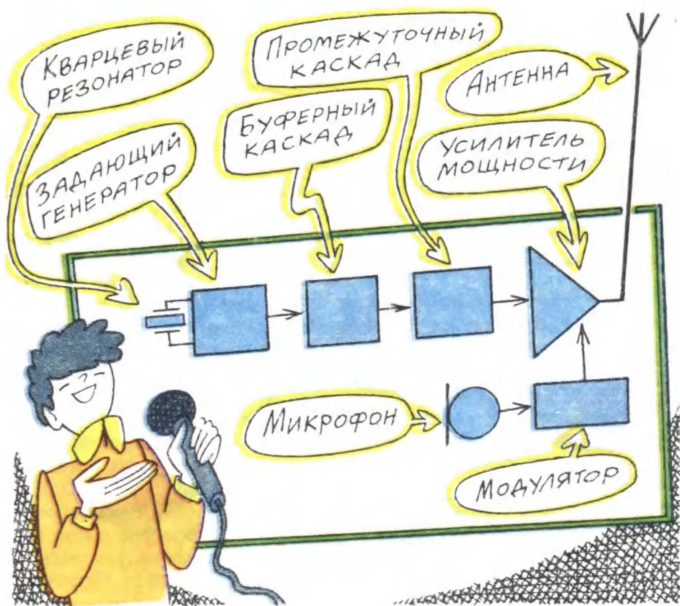 Кварцевый
резонатор
Промежуточный
каскад
Антенна
Задающий
генератор
Буферный
каскад
Усилитель
мощности
Микрофон
Модулятор